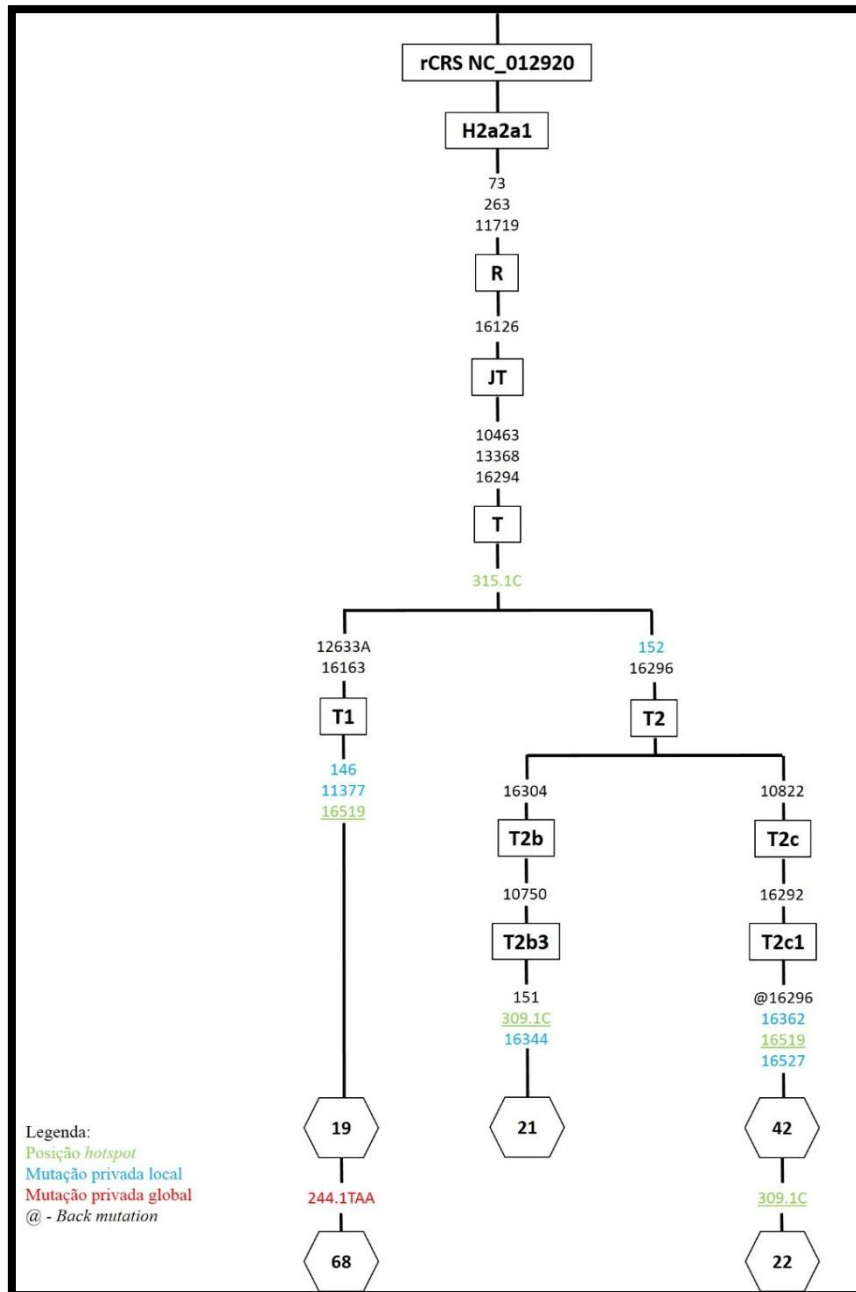 rCRS NC_012920
H2a2a1
73
263
11719
R
16126
JT
10463
13368
16294
T
315.1C
12633A
16163
T1
146
11377
16519
152
16296
T2
16304
T2b
10750
T2b3
151
309.1C
16344
10822
T2c
16292
T2c1
@16296
16362
16519
16527
19
21
42
244.1TAA
309.1C
68
22
Legenda:
Posição hotspot
Mutação privada local
Mutação privada global
@ - Back mutation